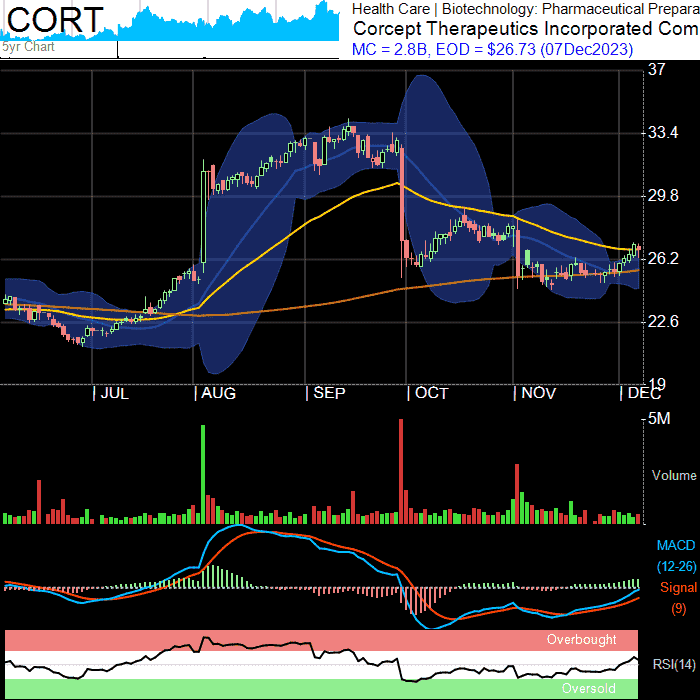 CORT
5yr Chart
Health Care | Biotechnology: Pharmaceutical Prepara
Corcept Therapeutics Incorporated Com
MC = 2.8B, EOD = $26.73 (07Dec2023)
37
33.4
29.8
26.2
22.6
19
| JUL
| AUG
| SEP
| OCT
| NOV
| DEC
5M
Volume
MACD
(12-26)
Signal
(9)
Overbought
RSI(14)
Oversold